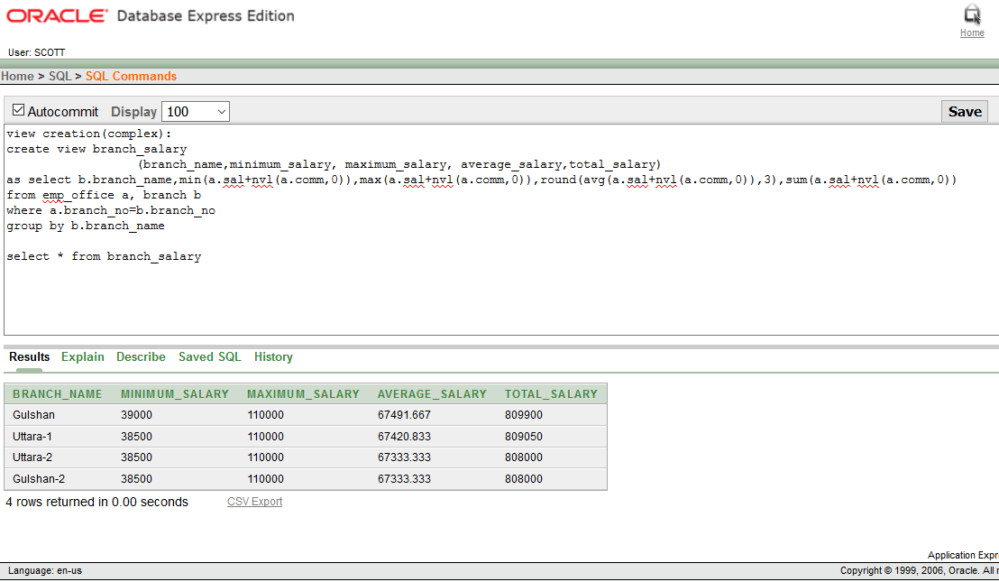 ORACLE Database Express Edition
Home
User: SCOTT
Home > SQL > SQL Commands
Autocommit Display 100 Save
view creation(complex):
create view branch_salary
(branch_name,minimum_salary, maximum_salary, average_salary,total_salary)
as select b.branch_name,min(a.sal+nvl(a.comm,0)),max(a.sal+nvl(a.comm,0)),round(avg(a.sal+nvl(a.comm,0)),3),sum(a.sal+nvl(a.comm,0))
from emp_office a, branch b
where a.branch_no=b.branch_no
group by b.branch_name
select * from branch_salary
Results Explain Describe Saved SQL History
BRANCH_NAME MINIMUM_SALARY MAXIMUM_SALARY AVERAGE_SALARY TOTAL_SALARY
Gulshan 39000 110000 67491.667 809900
Uttara-1 38500 110000 67420.833 809050
Uttara-2 38500 110000 67333.333 808000
Gulshan-2 38500 110000 67333.333 808000
4 rows returned in 0.00 seconds CSV Export
Application Expr
Language: en-us Copyright © 1999, 2006, Oracle. All r